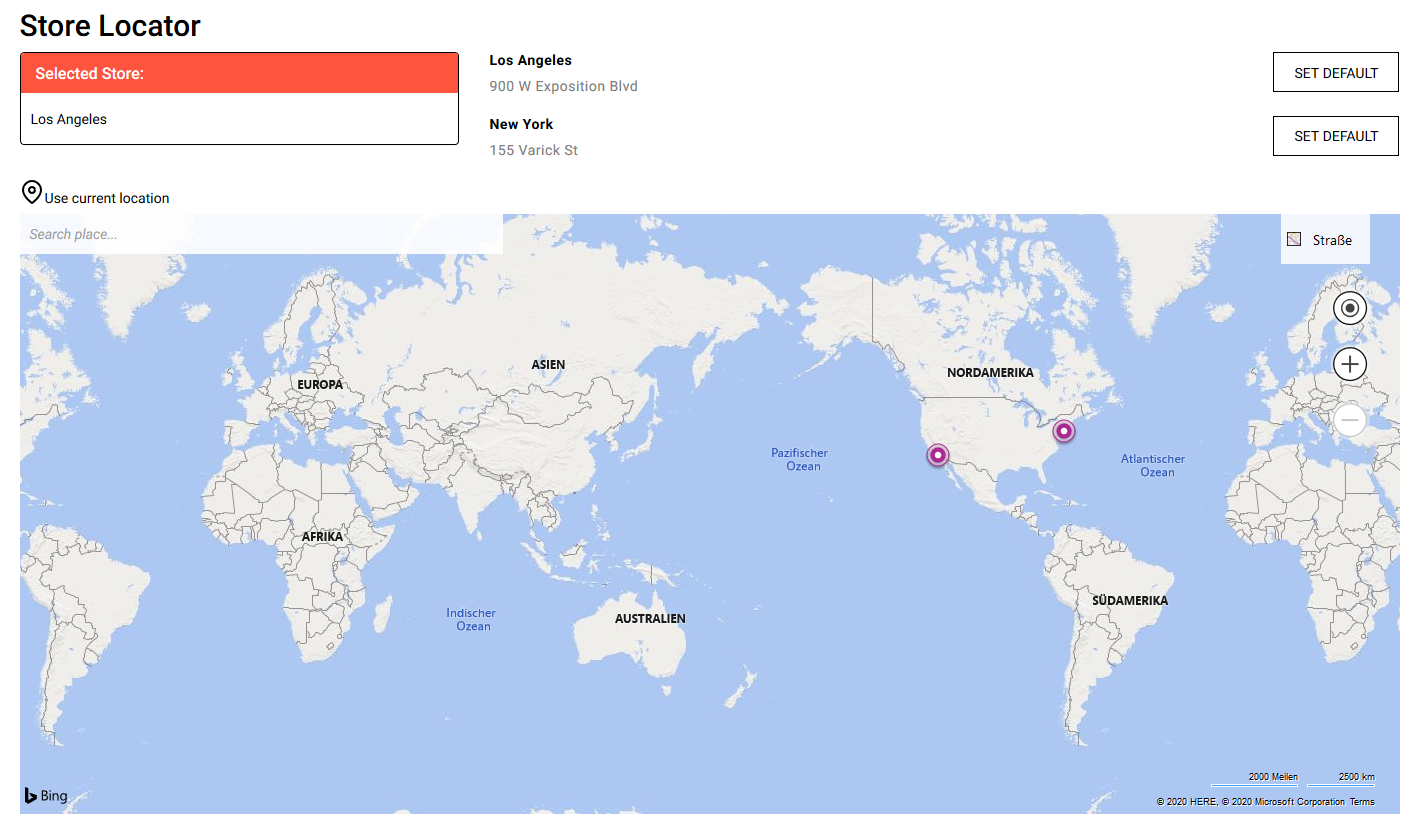 Store Locator
Selected Store:
Los Angeles
Los Angeles
900 W Exposition Blvd
SET DEFAULT
New York
155 Varick St
SET DEFAULT
Use current location
Search place...
Straße
ASIEN
EUROPA
NORDAMERIKA
Pazifischer
Ozean
Atlantischer
Ozean
AFRIKA
SÜDAMERIKA
Indischer
Ozean
AUSTRALIEN
2000 Meilen
2500 km
Bing
© 2020 HERE, © 2020 Microsoft Corporation Terms